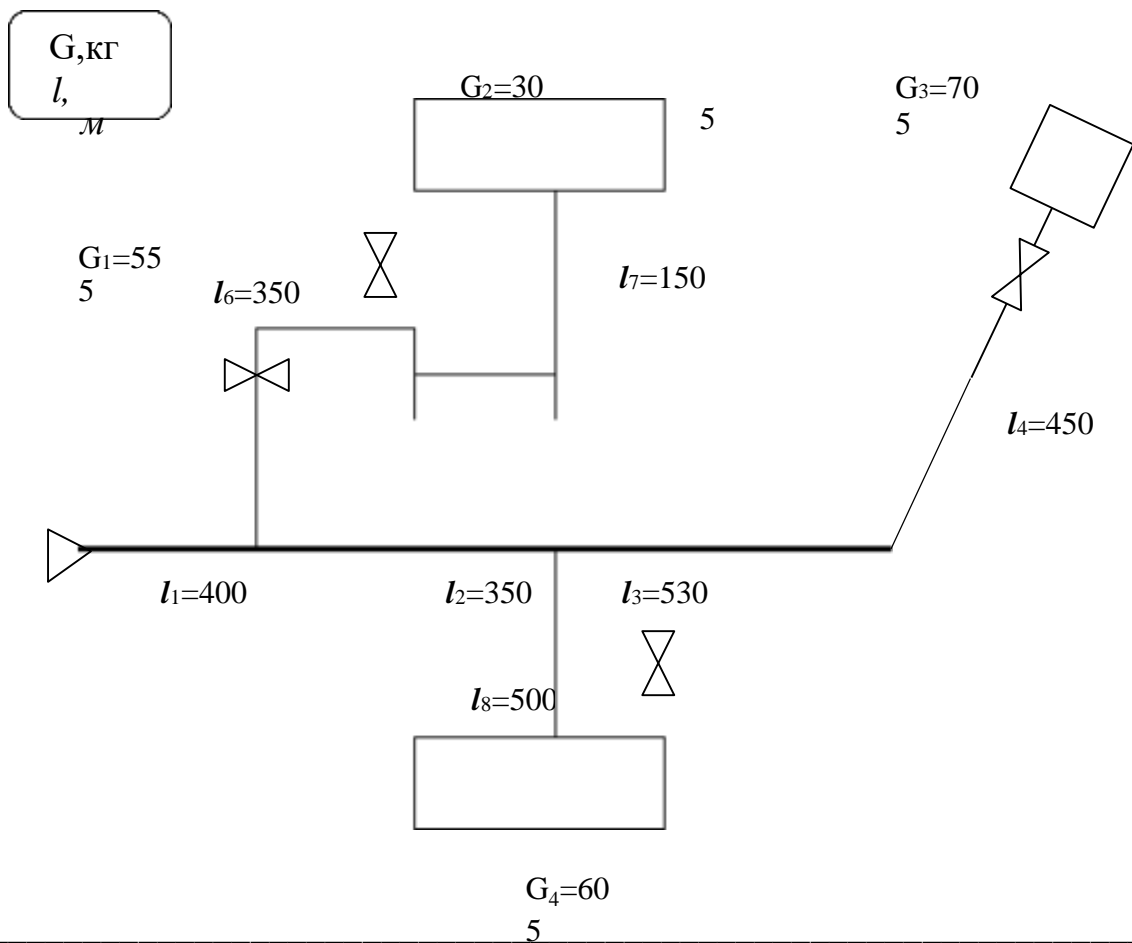 G,кг
l,
м
G₂=30
5
G₃=70
5
G₁=55
5
l₆=350
l₇=150
l₄=450
l₁=400
l₂=350
l₃=530
l₈=500
G₄=60
5